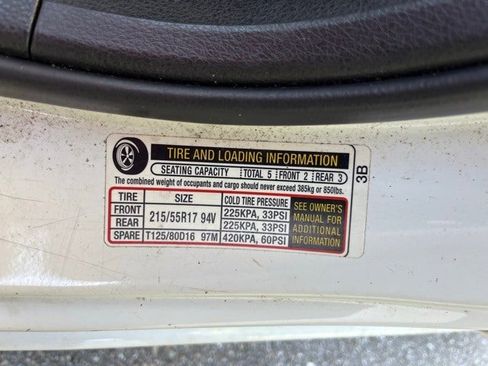 TIRE AND LOADING INFORMATION
SEATING CAPACITY TOTAL 5 FRONT 2 REAR 3
The combined weight of occupants and cargo should never exceed 385kg or 850lbs.
TIRE SIZE COLD TIRE PRESSURE
FRONT 215/55R17 94V 225KPA, 33PSI
REAR 225KPA, 33PSI
SPARE T125/80D16 97M 420KPA, 60PSI
SEE OWNER'S
MANUAL FOR
ADDITIONAL
INFORMATION
3B